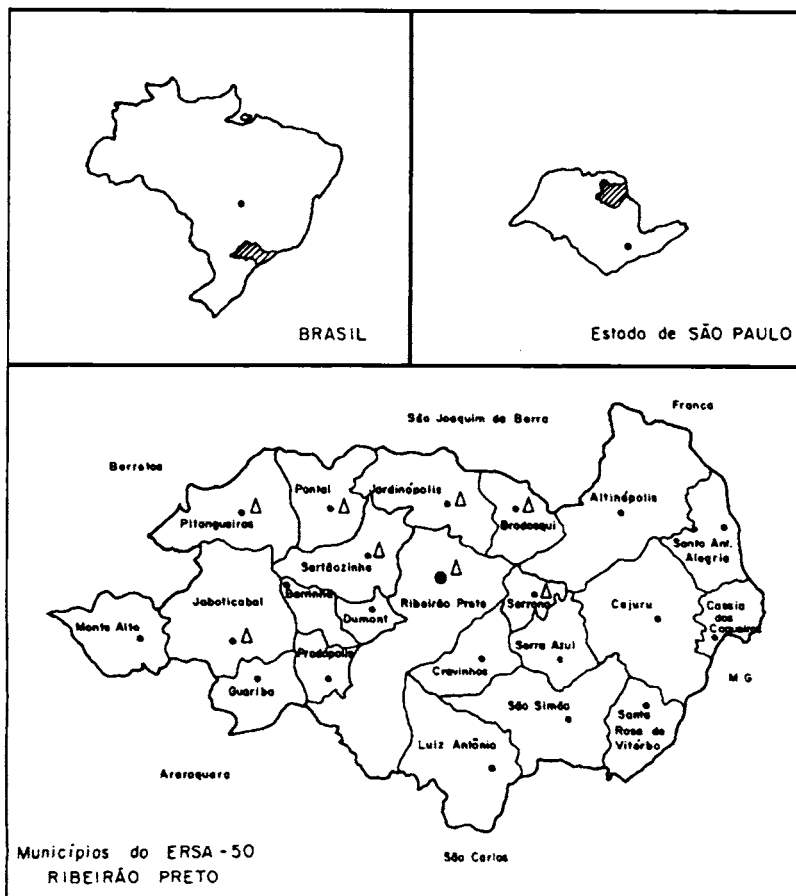 BRASIL
Estado de SÃO PAULO
Franca
São Joaquim da Barra
Barretos
Pontal
Jardinópolis
Altinópolis
Pitangueiras
Brodosqui
Santo Ant.
Alegria
Sertãozinho
Barrinha
Ribeirão Preto
Serrana
Cajuru
Cassia
dos
Coqueiros
Jaboticabal
Dumont
Monte Alto
Serra Azul
Pradópolis
Cravinhos
M G
Guariba
São Simão
Santa
Rosa de
Viterbo
Luiz Antônio
Araraquara
Municípios do ERSA-50
RIBEIRÃO PRETO
São Carlos